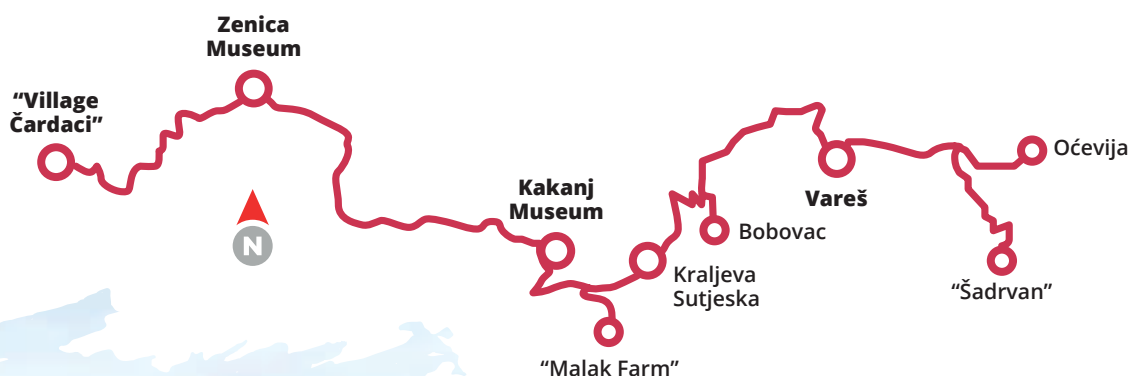 Zenica
Museum
“Village
Čardaci”
N
Kakanj
Museum
Kraljeva
Sutjeska
Bobovac
Vareš
Oćevija
“Šadrvan”
“Malak Farm”